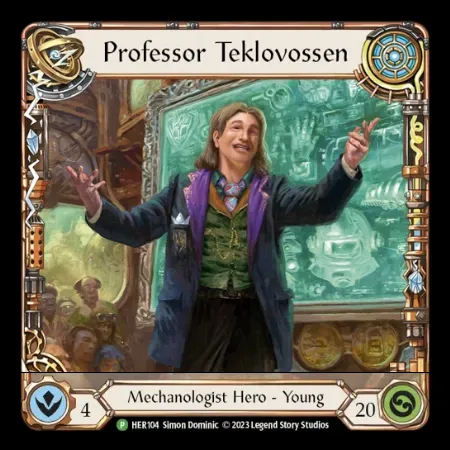 Professor Teklovossen
Mechanologist Hero - Young
4
20
P HER104 Simon Dominic © 2023 Legend Story Studios